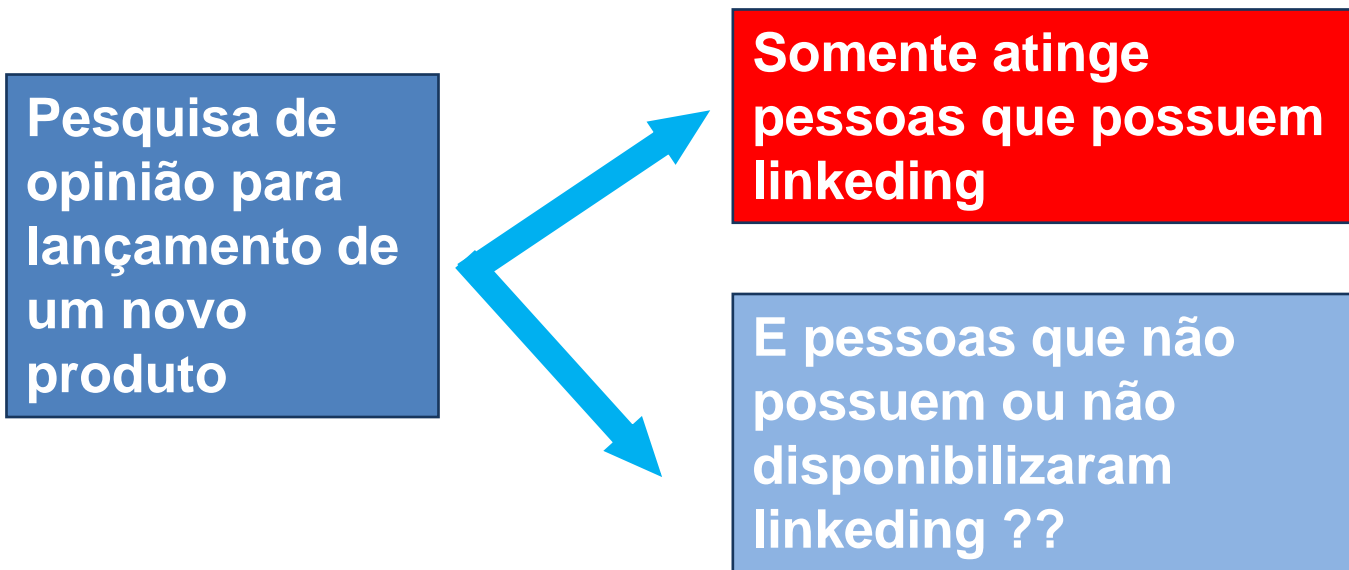 Pesquisa de
opinião para
lançamento de
um novo
produto
Somente atinge
pessoas que possuem
linkeding
E pessoas que não
possuem ou não
disponibilizaram
linkeding ??